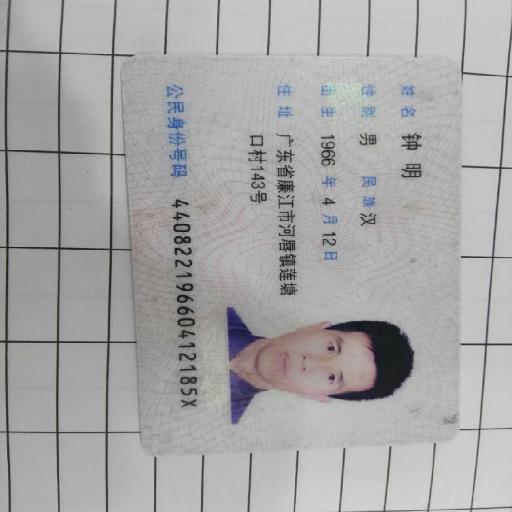 姓名 钟明
性别 男 民族 汉
出生 1966 年 4 月 12 日
住址 广东省廉江市河唇镇莲塘
口村143号
公民身份号码 44082219660412185X